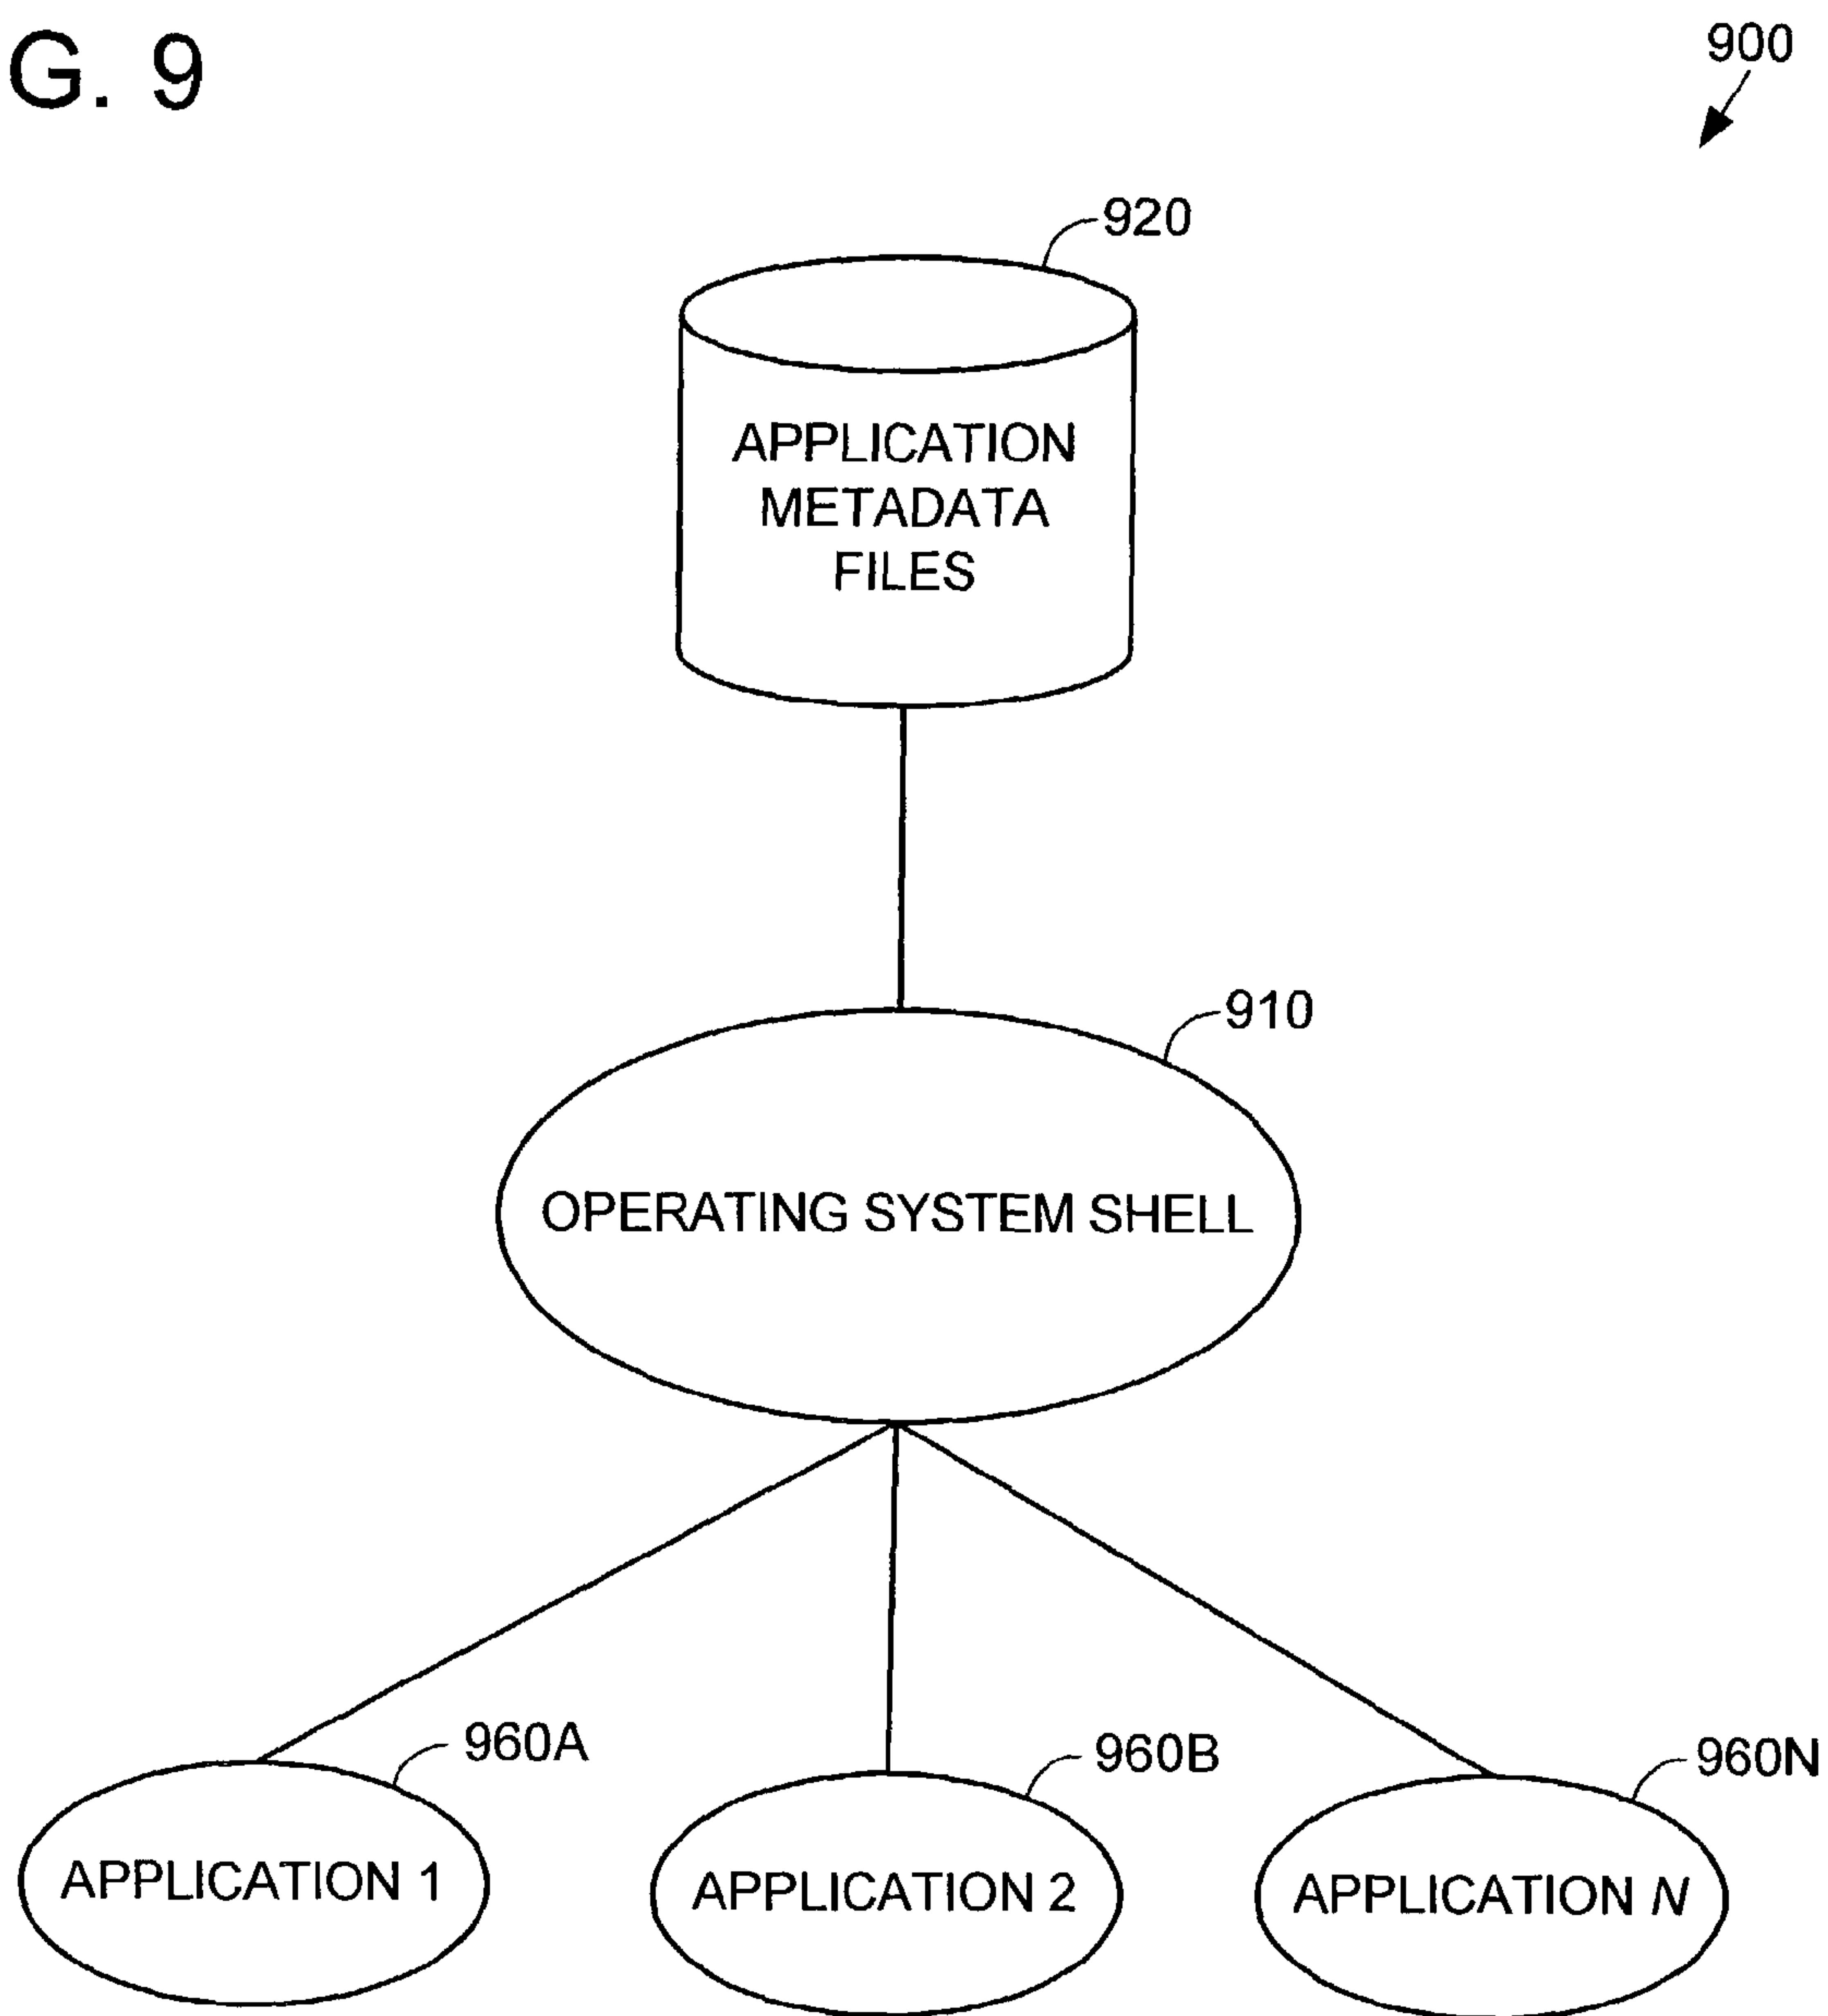 G. 9
900
920
APPLICATION
METADATA
FILES
910
OPERATING SYSTEM SHELL
960A
960B
960N
APPLICATION 1
APPLICATION 2
APPLICATION N